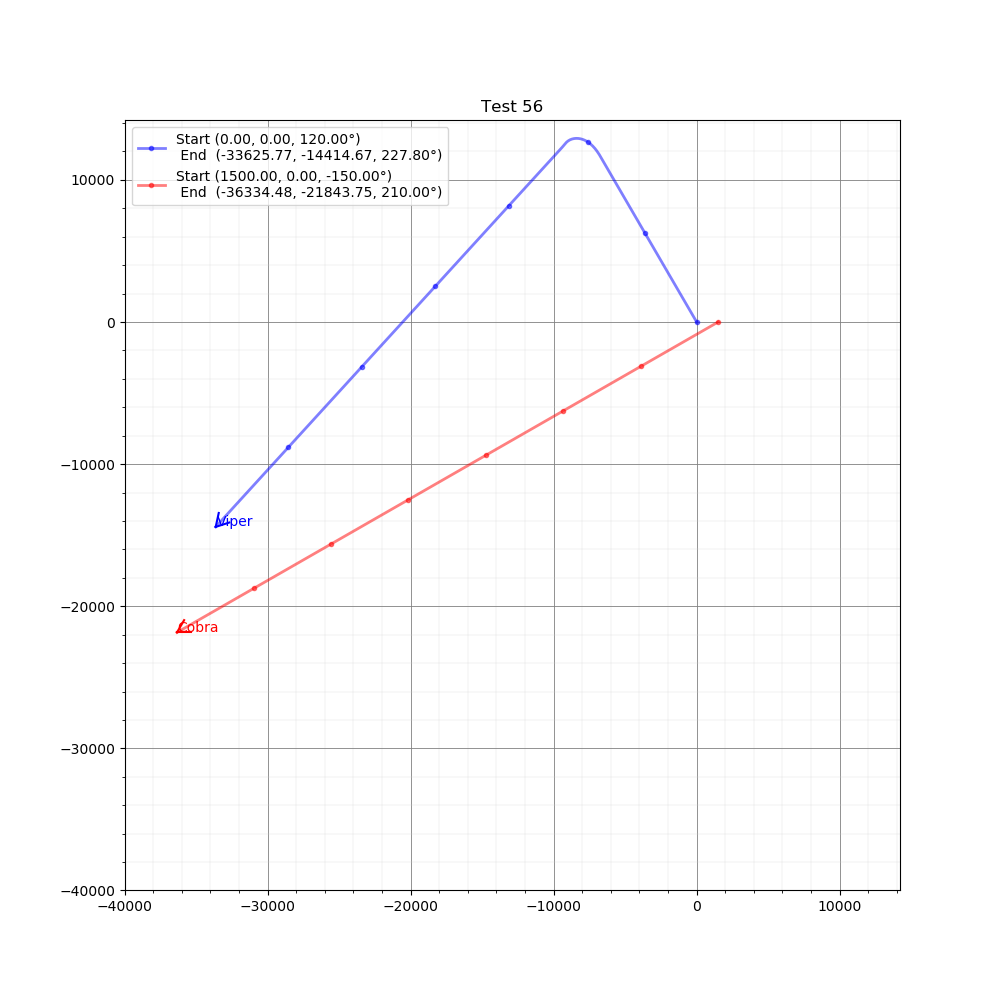 Test 56
Start (0.00, 0.00, 120.00°)
End (-33625.77, -14414.67, 227.80°)
Start (1500.00, 0.00, -150.00°)
End (-36334.48, -21843.75, 210.00°)
10000
0
−10000
−20000
−30000
−40000
Viper
Cobra
−40000
−30000
−20000
−10000
0
10000